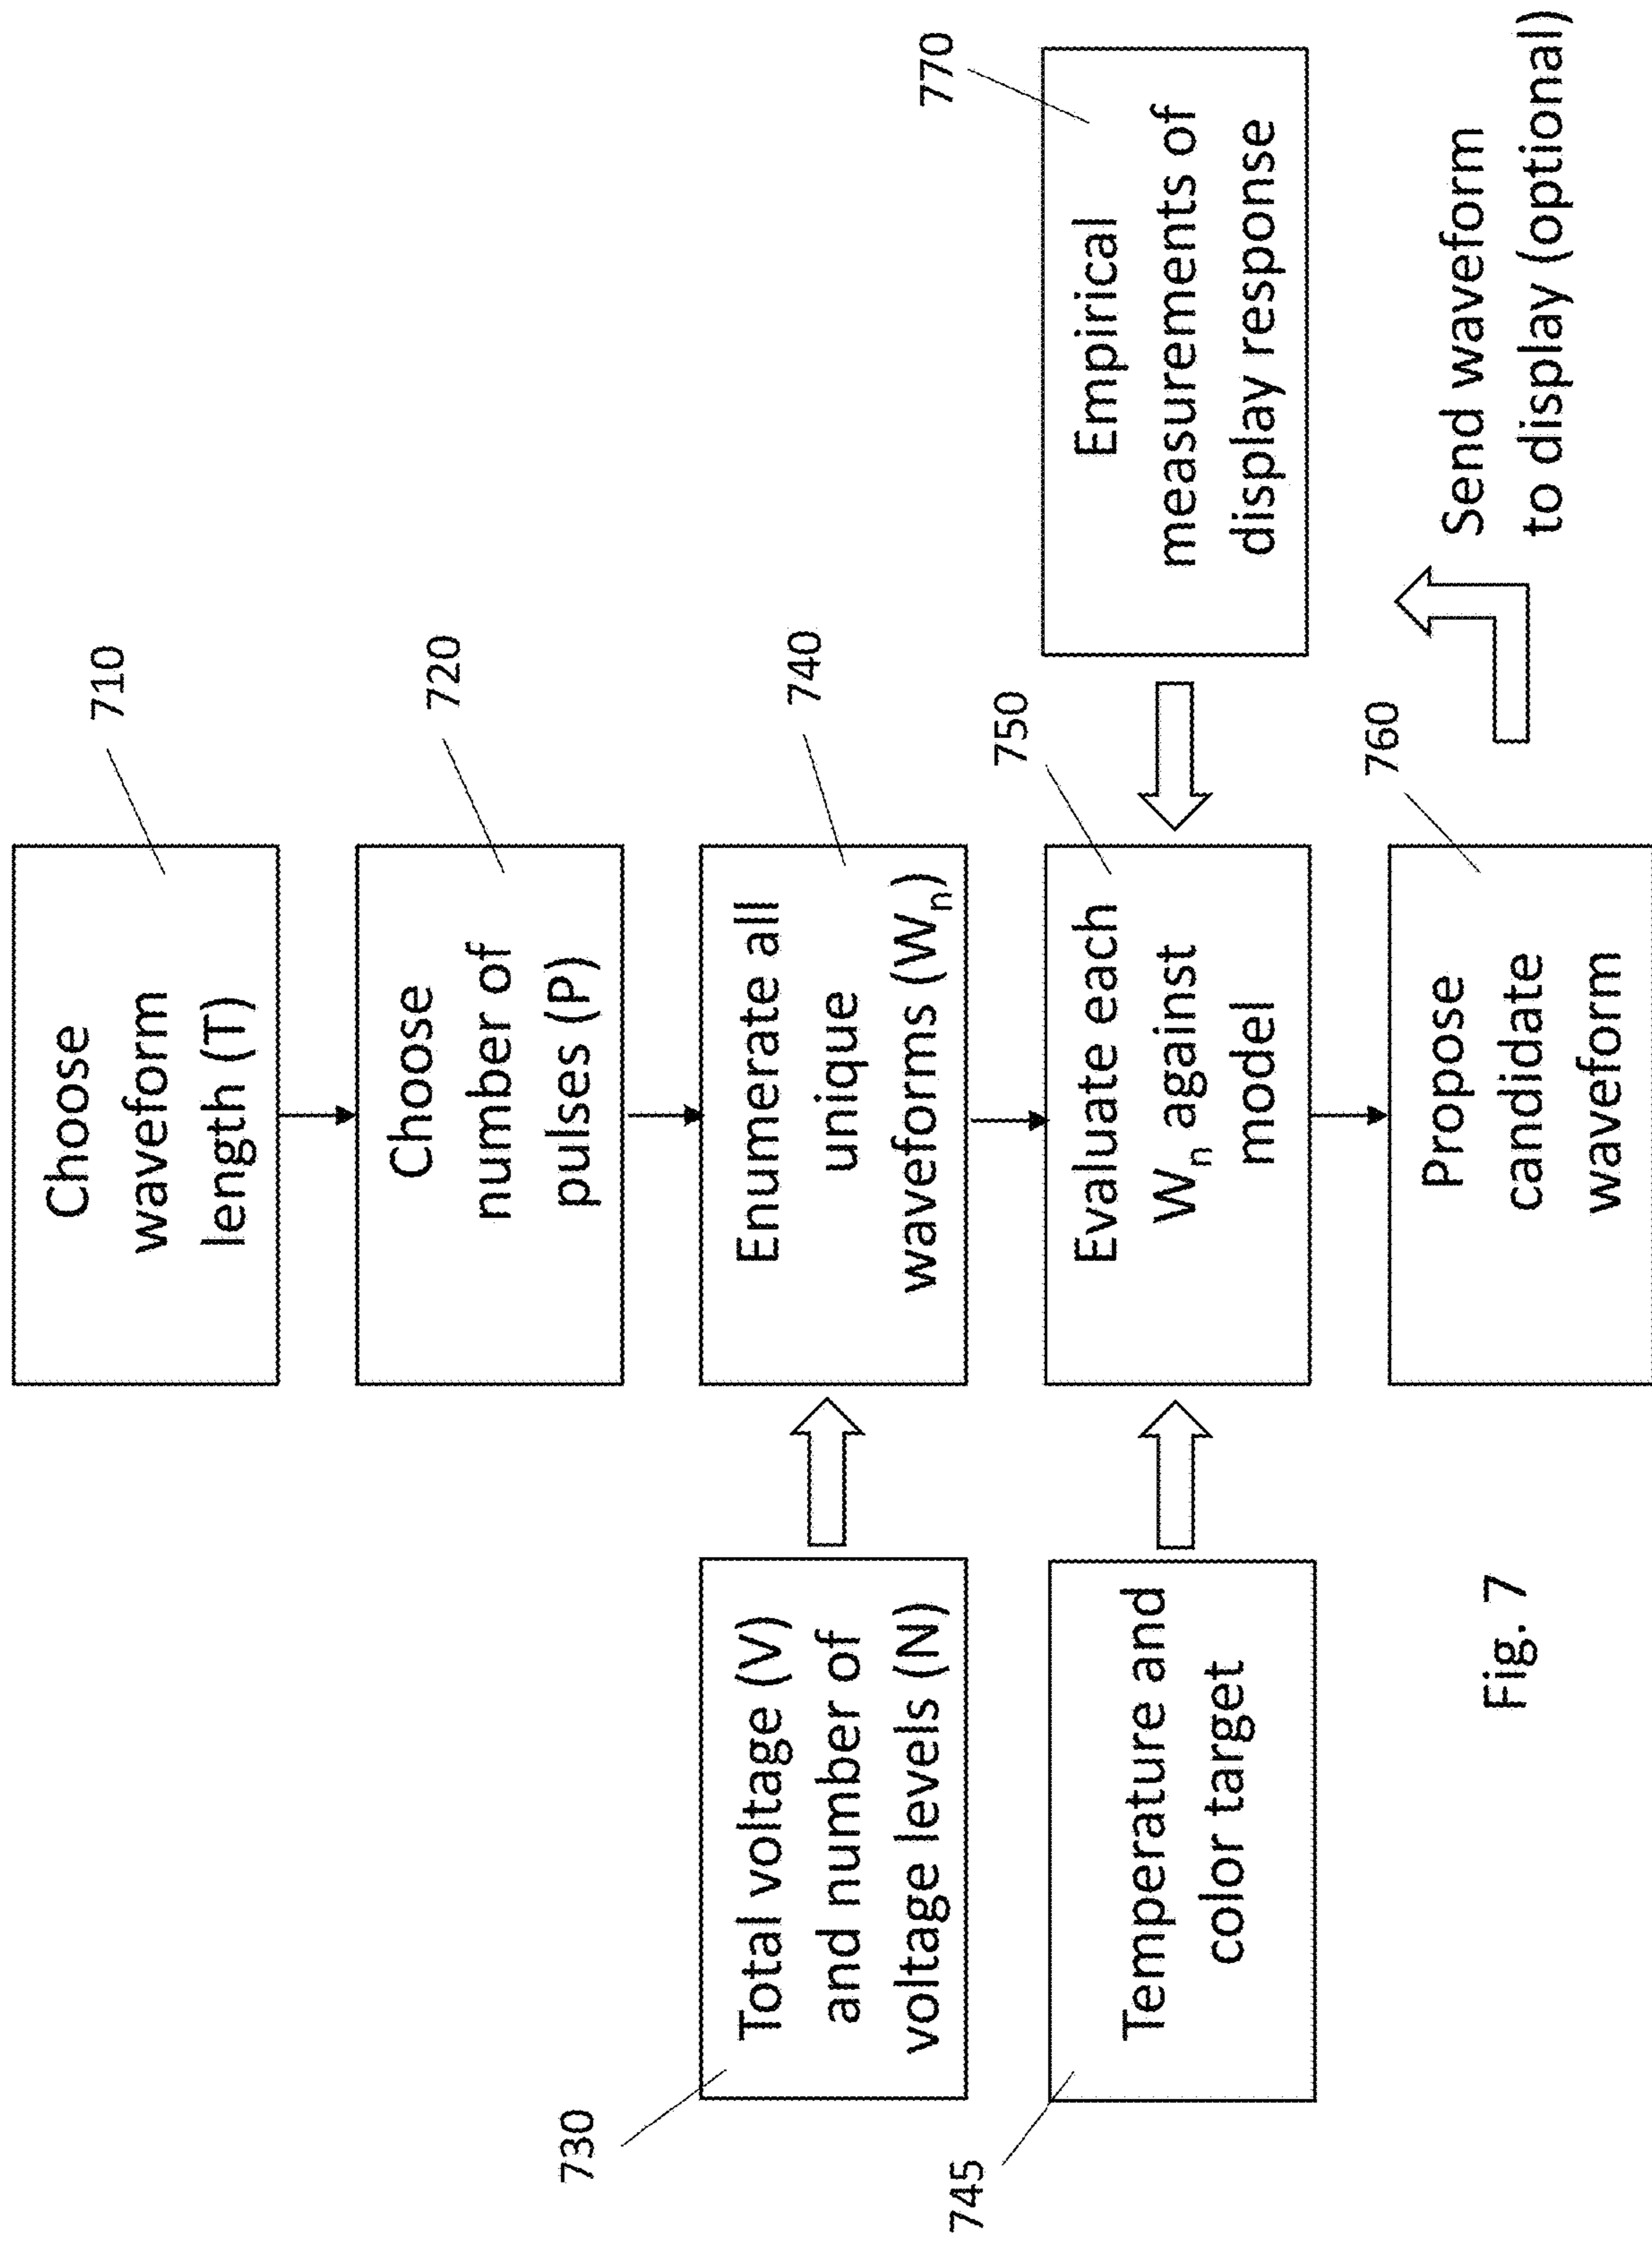 710
Choose
waveform
length (T)
720
Choose
number of
pulses (P)
730
Total voltage (V)
and number of
voltage levels (N)
740
Enumerate all
unique
waveforms (Wn)
745
Temperature and
color target
750
Evaluate each
Wn against
model
770
Empirical
measurements of
display response
760
Propose
candidate
waveform
Send waveform
to display (optional)
Fig. 7